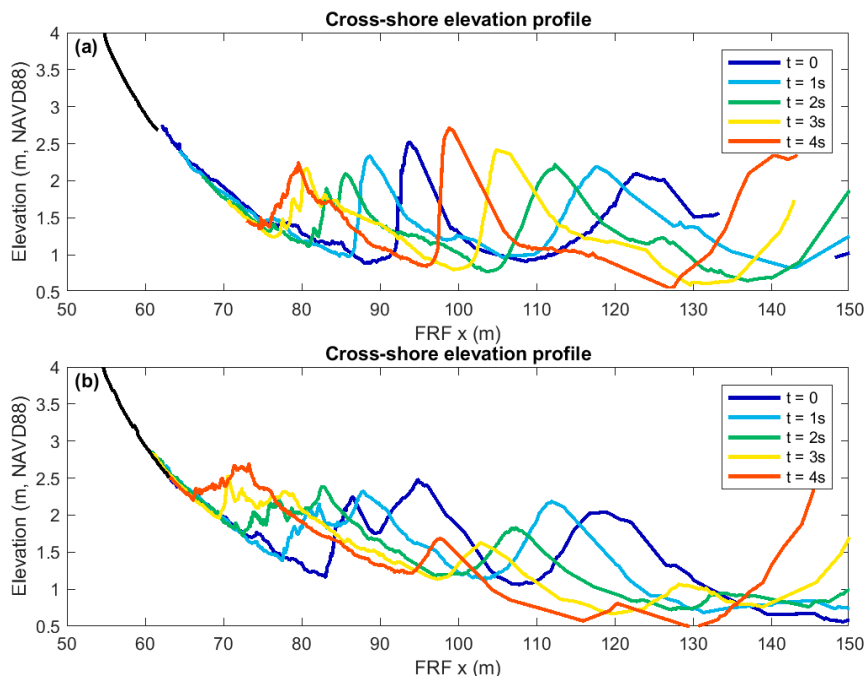 Cross-shore elevation profile
(a)
Elevation (m, NAVD88)
4
3.5
3
2.5
2
1.5
1
0.5
50 60 70 80 90 100 110 120 130 140 150
FRF x (m)
t = 0
t = 1s
t = 2s
t = 3s
t = 4s
Cross-shore elevation profile
(b)
Elevation (m, NAVD88)
4
3.5
3
2.5
2
1.5
1
0.5
50 60 70 80 90 100 110 120 130 140 150
FRF x (m)
t = 0
t = 1s
t = 2s
t = 3s
t = 4s